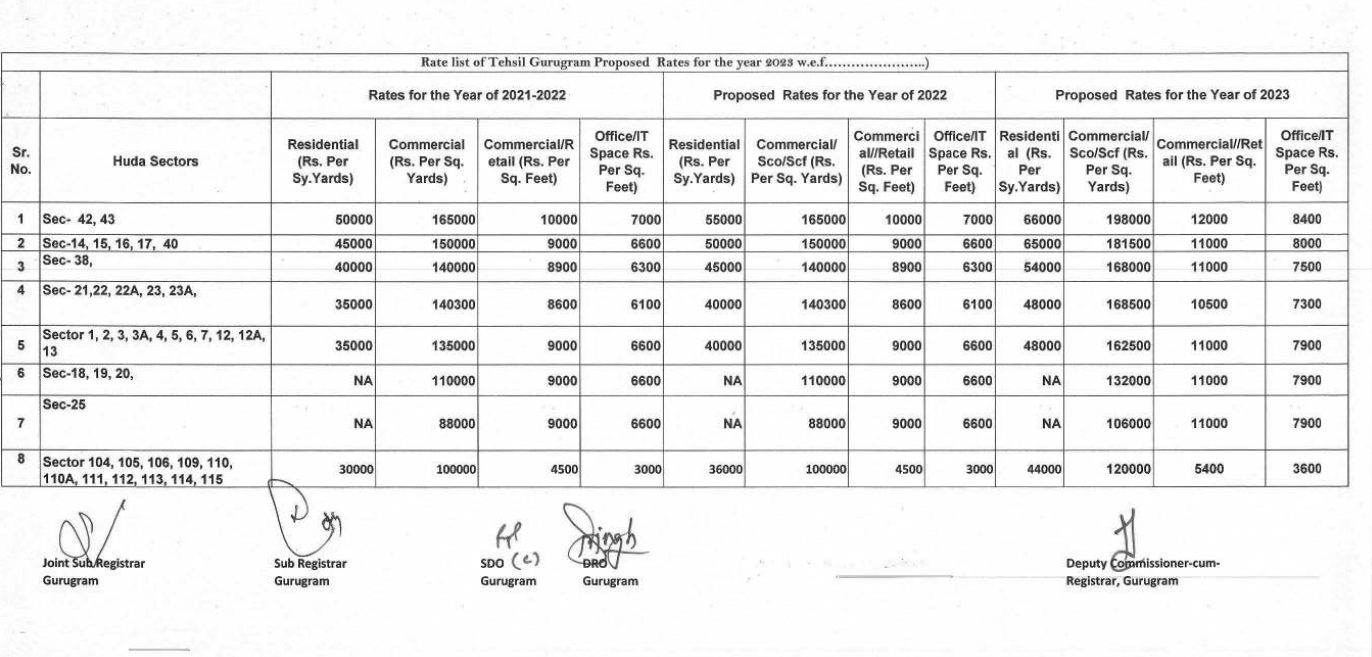 Rate list of Tehsil Gurugram Proposed Rates for the year 2023 w.e.f.......................)
Rates for the Year of 2021-2022 Proposed Rates for the Year of 2022 Proposed Rates for the Year of 2023
Sr. No. Huda Sectors Residential (Rs. Per Sy.Yards) Commercial (Rs. Per Sq. Yards) Commercial/Retail (Rs. Per Sq. Feet) Office/IT Space Rs. Per Sq. Feet) Residential (Rs. Per Sy.Yards) Commercial/ Sco/Scf (Rs. Per Sq. Yards) Commercial//Retail (Rs. Per Sq. Feet) Office/IT Space Rs. Per Sq. Feet) Residential (Rs. Per Sy.Yards) Commercial/ Sco/Scf (Rs. Per Sq. Yards) Commercial//Retail (Rs. Per Sq. Feet) Office/IT Space Rs. Per Sq. Feet)
1 Sec- 42, 43 50000 165000 10000 7000 55000 165000 10000 7000 66000 198000 12000 8400
2 Sec-14, 15, 16, 17, 40 45000 150000 9000 6600 50000 150000 9000 6600 65000 181500 11000 8000
3 Sec- 38, 40000 140000 8900 6300 45000 140000 8900 6300 54000 168000 11000 7500
4 Sec- 21,22, 22A, 23, 23A, 35000 140300 8600 6100 40000 140300 8600 6100 48000 168500 10500 7300
5 Sector 1, 2, 3, 3A, 4, 5, 6, 7, 12, 12A, 13 35000 135000 9000 6600 40000 135000 9000 6600 48000 162500 11000 7900
6 Sec-18, 19, 20, NA 110000 9000 6600 NA 110000 9000 6600 NA 132000 11000 7900
7 Sec-25 NA 88000 9000 6600 NA 88000 9000 6600 NA 106000 11000 7900
8 Sector 104, 105, 106, 109, 110, 110A, 111, 112, 113, 114, 115 30000 100000 4500 3000 36000 100000 4500 3000 44000 120000 5400 3600
Joint Sub Registrar
Gurugram
Sub Registrar
Gurugram
SDO (c)
Gurugram
DRO
Gurugram
Deputy Commissioner-cum-
Registrar, Gurugram